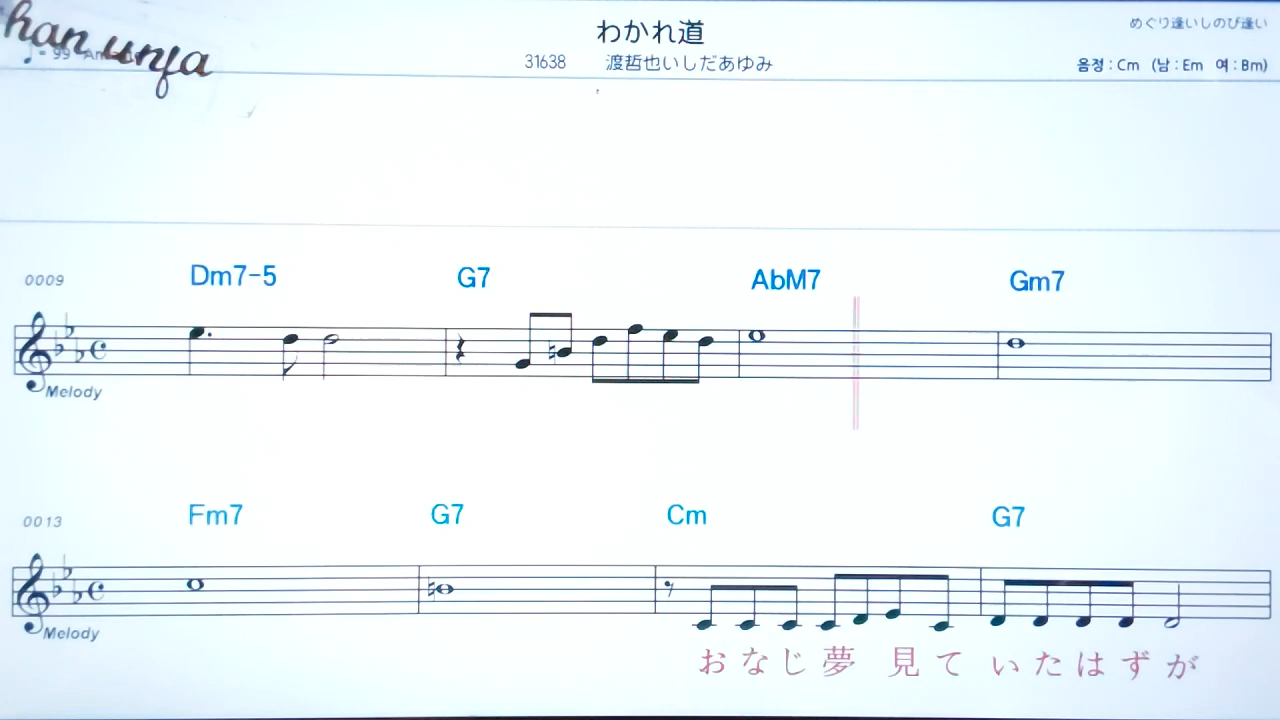 han unja
わかれ道
めぐり逢いしのび逢い
♩= 99
31638 渡哲也いしだあゆみ
음정 : Cm (남 : Em 여 : Bm)
0009 Dm7-5 G7 AbM7 Gm7
Melody
0013 Fm7 G7 Cm G7
Melody
おなじ夢 見て いたはずが